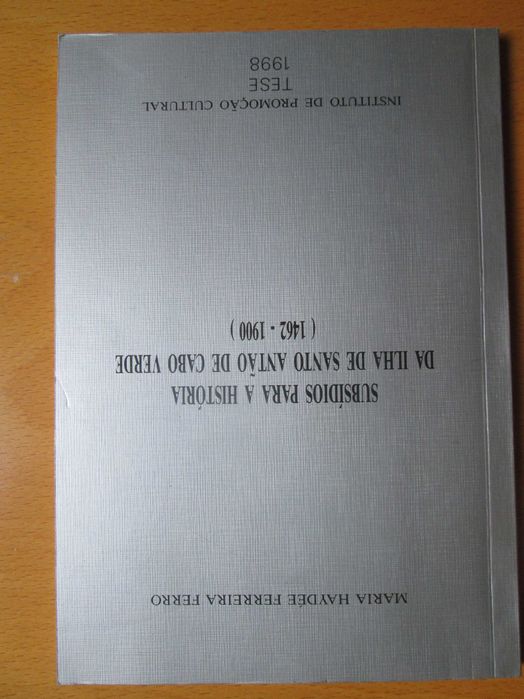 MARIA HAYDÉE FERREIRA FERRO
SUBSÍDIOS PARA A HISTÓRIA
DA ILHA DE SANTO ANTÃO DE CABO VERDE
( 1462 - 1900 )
INSTITUTO DE PROMOÇÃO CULTURAL
TESE
1998